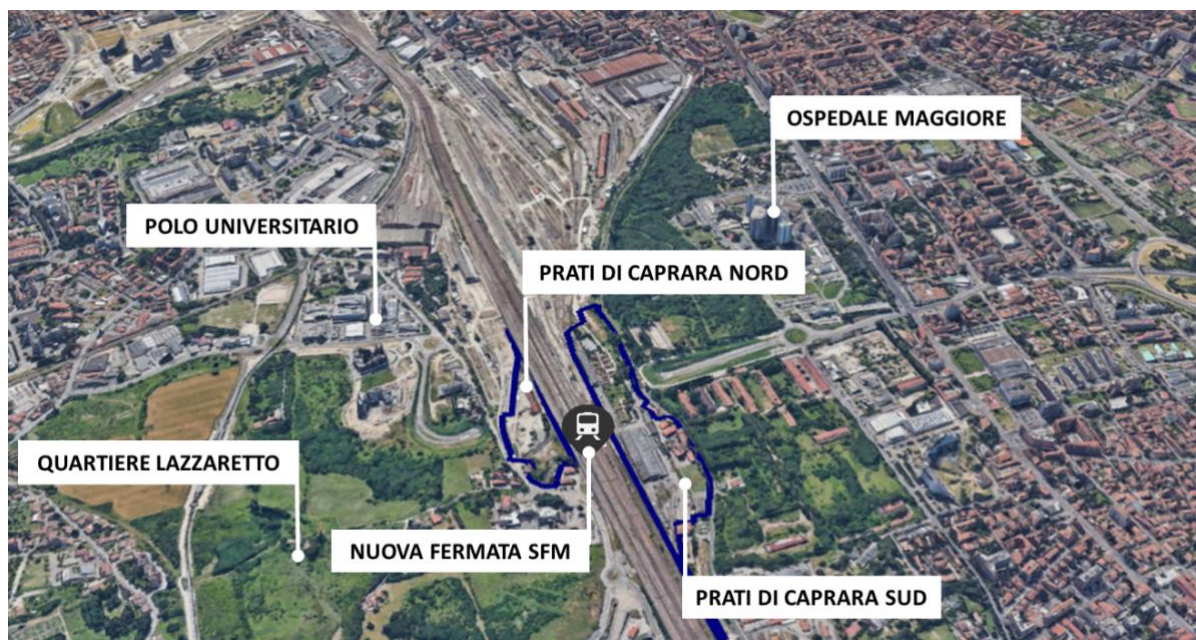 OSPEDALE MAGGIORE
POLO UNIVERSITARIO
PRATI DI CAPRARA NORD
QUARTIERE LAZZARETTO
NUOVA FERMATA SFM
PRATI DI CAPRARA SUD